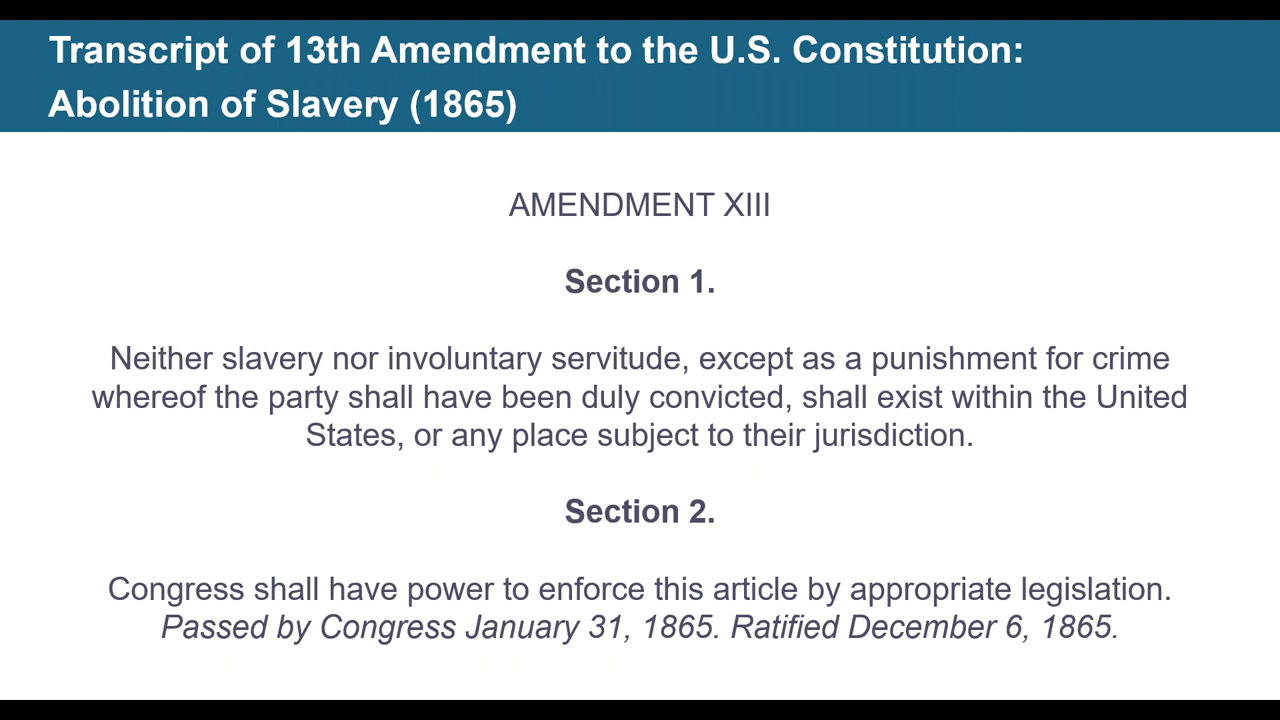 Transcript of 13th Amendment to the U.S. Constitution:
Abolition of Slavery (1865)
AMENDMENT XIII
Section 1.
Neither slavery nor involuntary servitude, except as a punishment for crime
whereof the party shall have been duly convicted, shall exist within the United
States, or any place subject to their jurisdiction.
Section 2.
Congress shall have power to enforce this article by appropriate legislation.
Passed by Congress January 31, 1865. Ratified December 6, 1865.